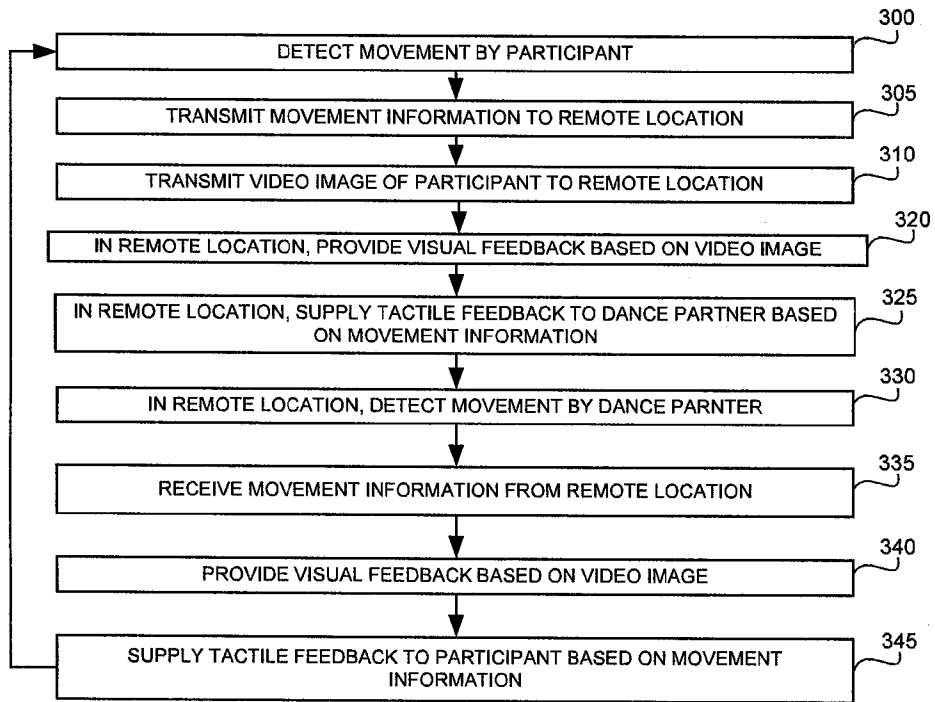 300
DETECT MOVEMENT BY PARTICIPANT
305
TRANSMIT MOVEMENT INFORMATION TO REMOTE LOCATION
310
TRANSMIT VIDEO IMAGE OF PARTICIPANT TO REMOTE LOCATION
320
IN REMOTE LOCATION, PROVIDE VISUAL FEEDBACK BASED ON VIDEO IMAGE
325
IN REMOTE LOCATION, SUPPLY TACTILE FEEDBACK TO DANCE PARTNER BASED
ON MOVEMENT INFORMATION
330
IN REMOTE LOCATION, DETECT MOVEMENT BY DANCE PARNTER
335
RECEIVE MOVEMENT INFORMATION FROM REMOTE LOCATION
340
PROVIDE VISUAL FEEDBACK BASED ON VIDEO IMAGE
345
SUPPLY TACTILE FEEDBACK TO PARTICIPANT BASED ON MOVEMENT
INFORMATION